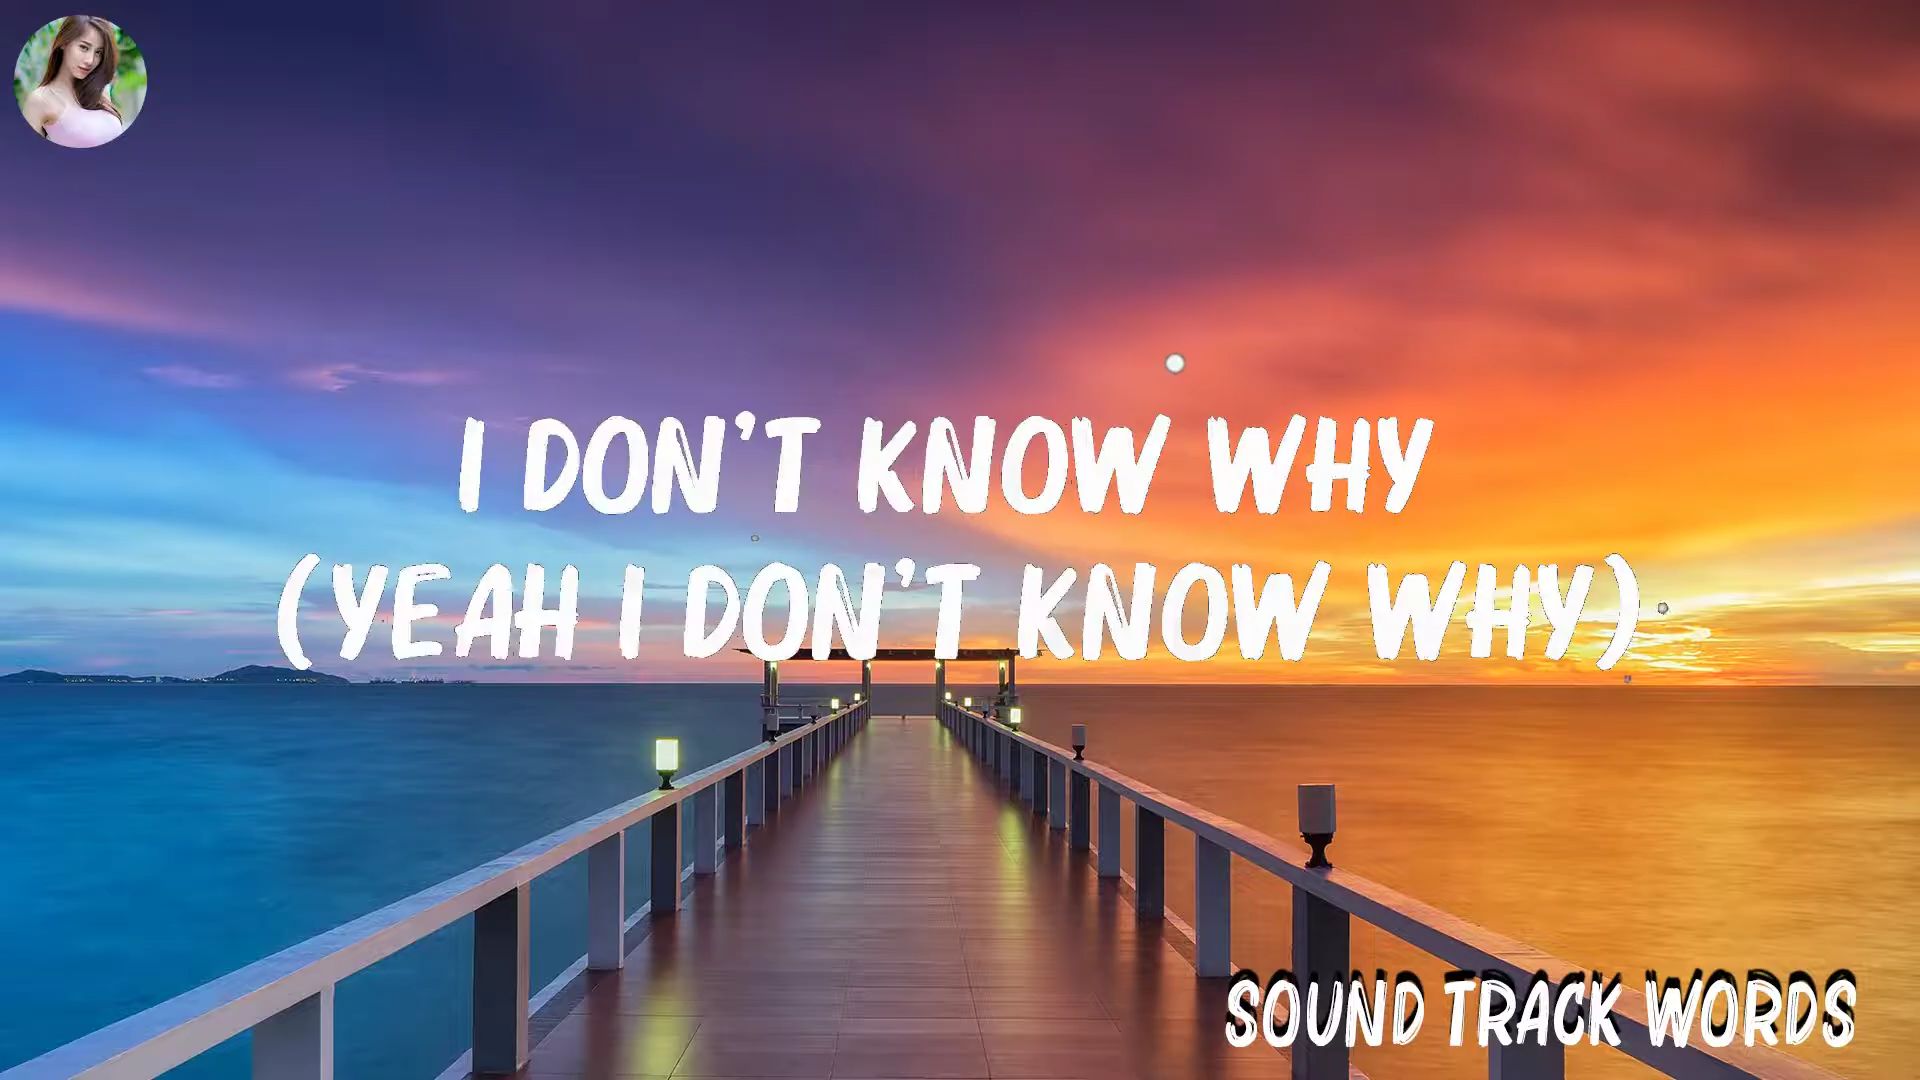 I DON'T KNOW WHY
(YEAH I DON'T KNOW WHY)
SOUND TRACK WORDS